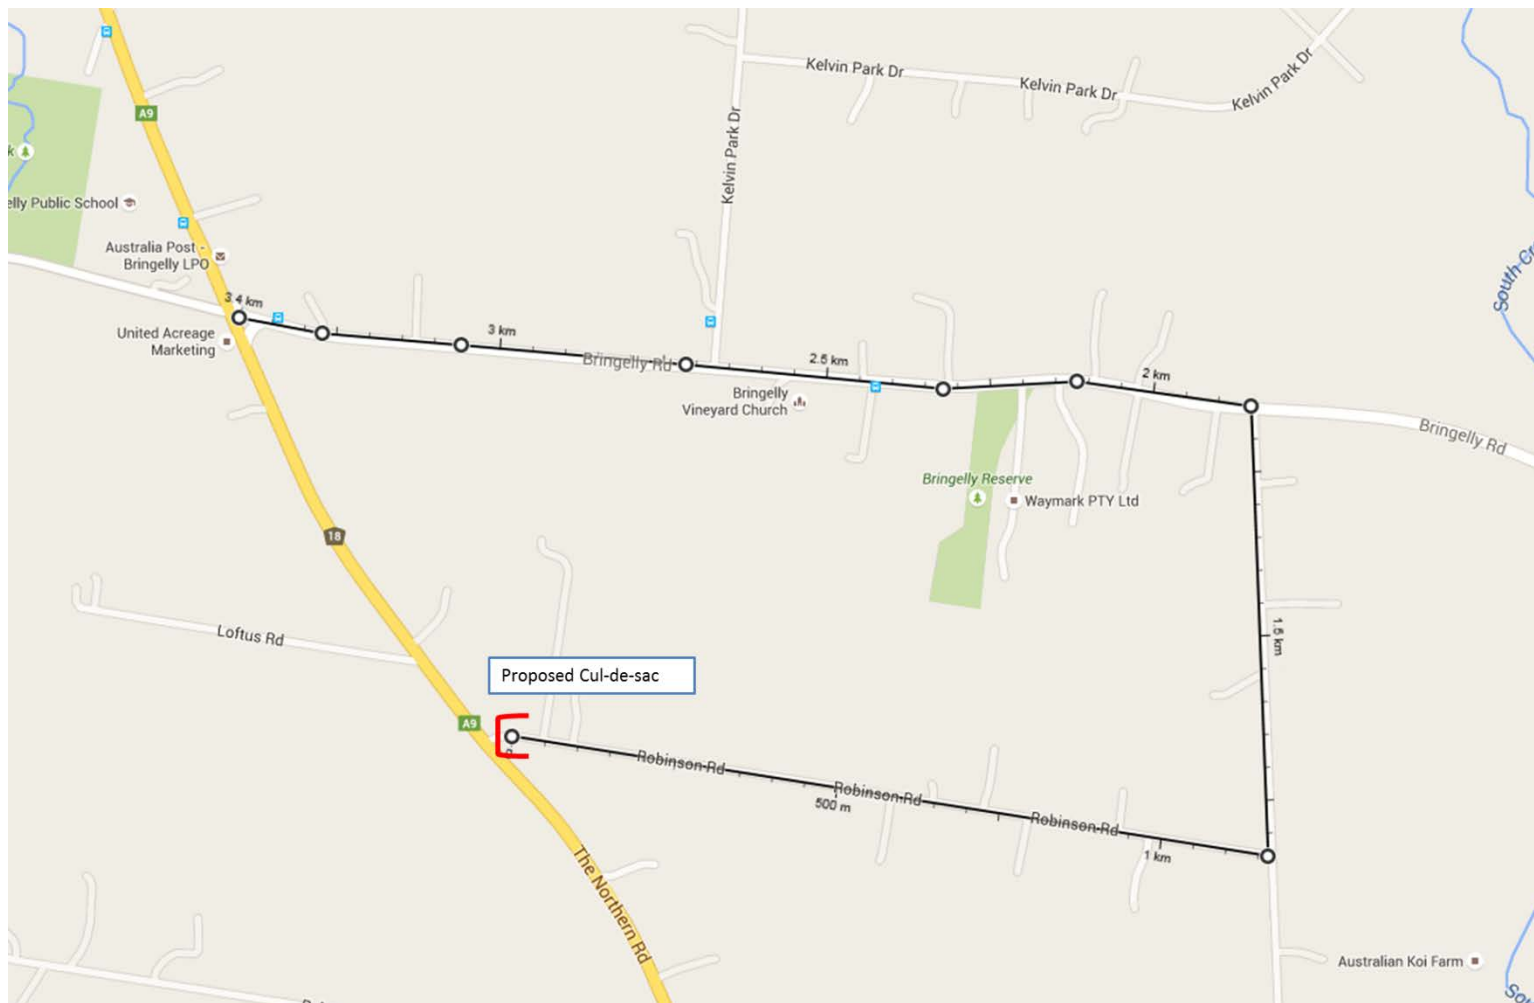 Kelvin Park Dr
Kelvin Park Dr
Kelvin Park Dr
A9
Kelvin Park Dr
k
elly Public School
Australia Post -
Bringelly LPO
South Cr
3.4 km
United Acreage
Marketing
3 km
Bringelly Rd
2.5 km
2 km
Bringelly
Vineyard Church
Bringelly Rd
Bringelly Reserve
Waymark PTY Ltd
18
1.5 km
Loftus Rd
Proposed Cul-de-sac
A9
Robinson Rd
Robinson Rd
500 m
Robinson Rd
1 km
The Northern Rd
Australian Koi Farm